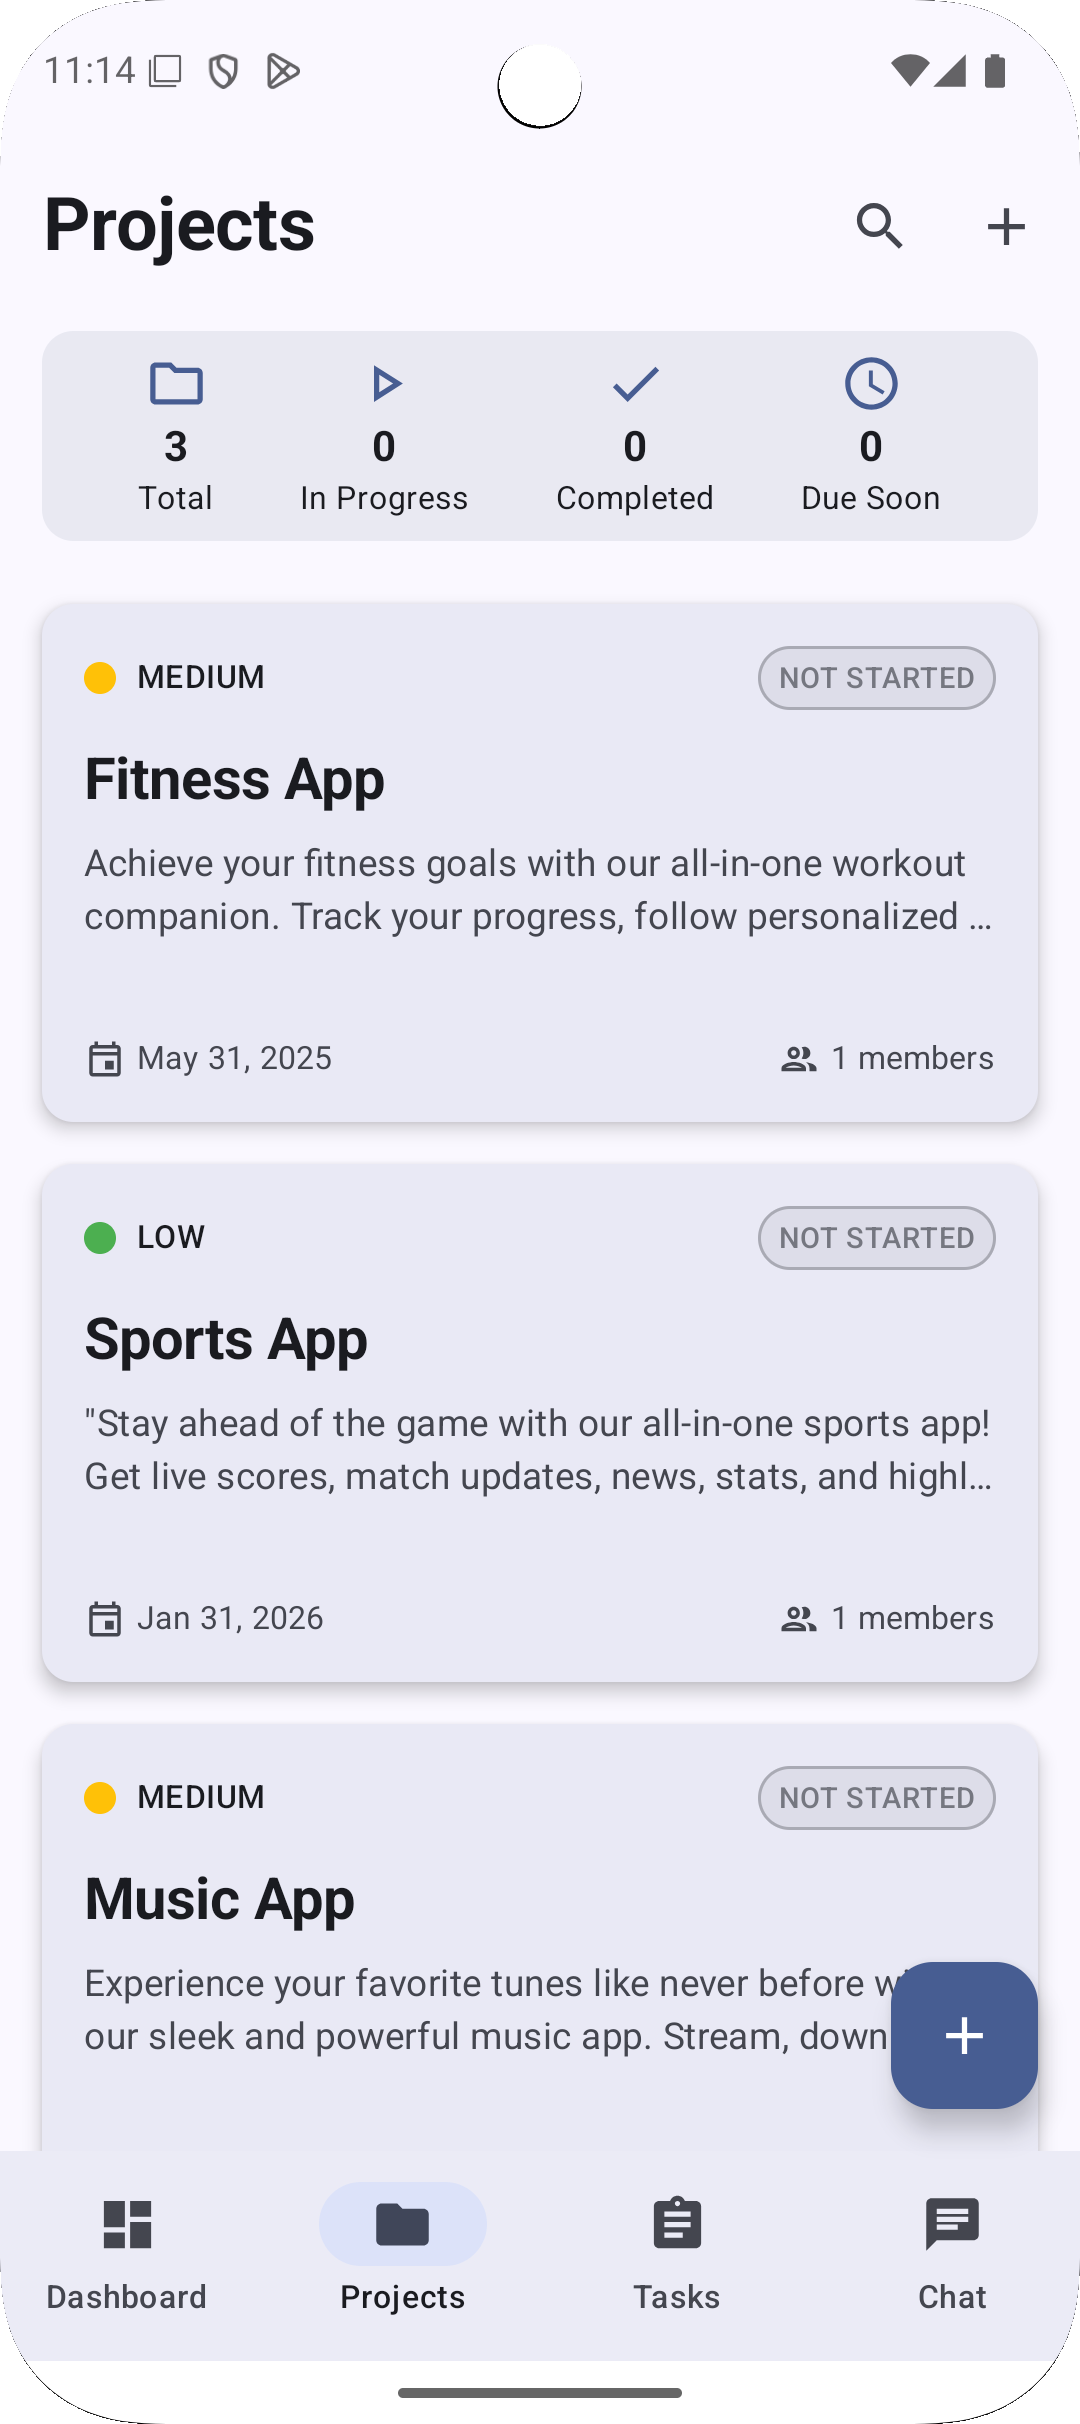 11:14
Projects
3
Total
0
In Progress
0
Completed
0
Due Soon
MEDIUM
NOT STARTED
Fitness App
Achieve your fitness goals with our all-in-one workout
companion. Track your progress, follow personalized ...
May 31, 2025
1 members
LOW
NOT STARTED
Sports App
"Stay ahead of the game with our all-in-one sports app!
Get live scores, match updates, news, stats, and highl...
Jan 31, 2026
1 members
MEDIUM
NOT STARTED
Music App
Experience your favorite tunes like never before
our sleek and powerful music app. Stream, down
Dashboard
Projects
Tasks
Chat